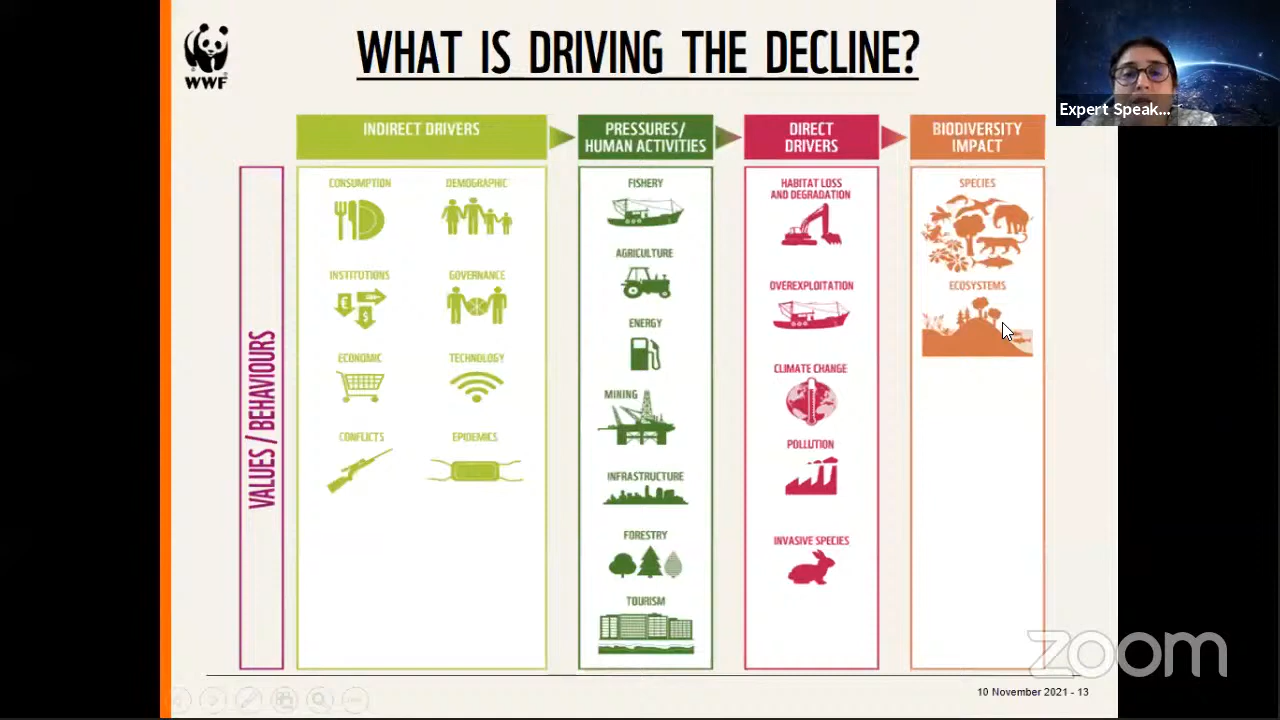 WWF
WHAT IS DRIVING THE DECLINE?
Expert Speak...
VALUES / BEHAVIOURS
INDIRECT DRIVERS
CONSUMPTION
DEMOGRAPHIC
INSTITUTIONS
£
$
GOVERNANCE
ECONOMIC
TECHNOLOGY
CONFLICTS
EPIDEMICS
PRESSURES/
HUMAN ACTIVITIES
FISHERY
AGRICULTURE
ENERGY
MINING
INFRASTRUCTURE
FORESTRY
TOURISM
DIRECT
DRIVERS
HABITAT LOSS
AND DEGRADATION
OVEREXPLOITATION
CLIMATE CHANGE
POLLUTION
INVASIVE SPECIES
BIODIVERSITY
IMPACT
SPECIES
ECOSYSTEMS
zoom
10 November 2021 - 13